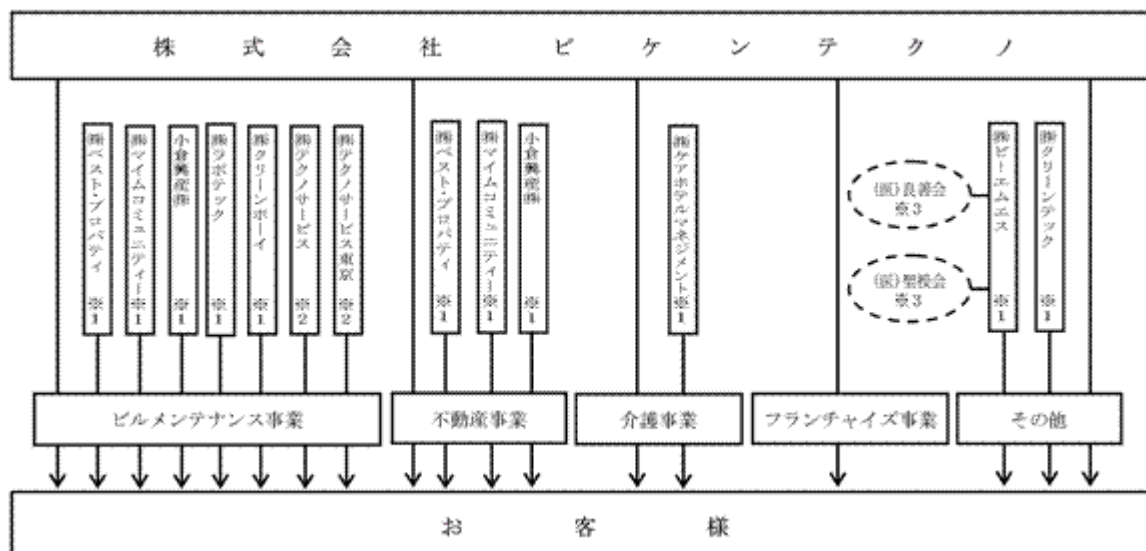 株式会社ビケンテクノ
㈱ベスト・プロパティ ※1
㈱マイムコミュニティー ※1
小倉興産㈱ ※1
㈱ラボテック ※1
㈱クリーンボーイ ※1
㈱テクノサービス ※2
㈱テクノサービス東京 ※2
㈱ベスト・プロパティ ※1
㈱マイムコミュニティー ※1
小倉興産㈱ ※1
㈱ケアホテルマネジメント ※1
(医)良善会
※3
(医)聖授会
※3
㈱ビーエムエス ※1
㈱クリーンテック ※1
ビルメンテナンス事業
不動産事業
介護事業
フランチャイズ事業
その他
お客様